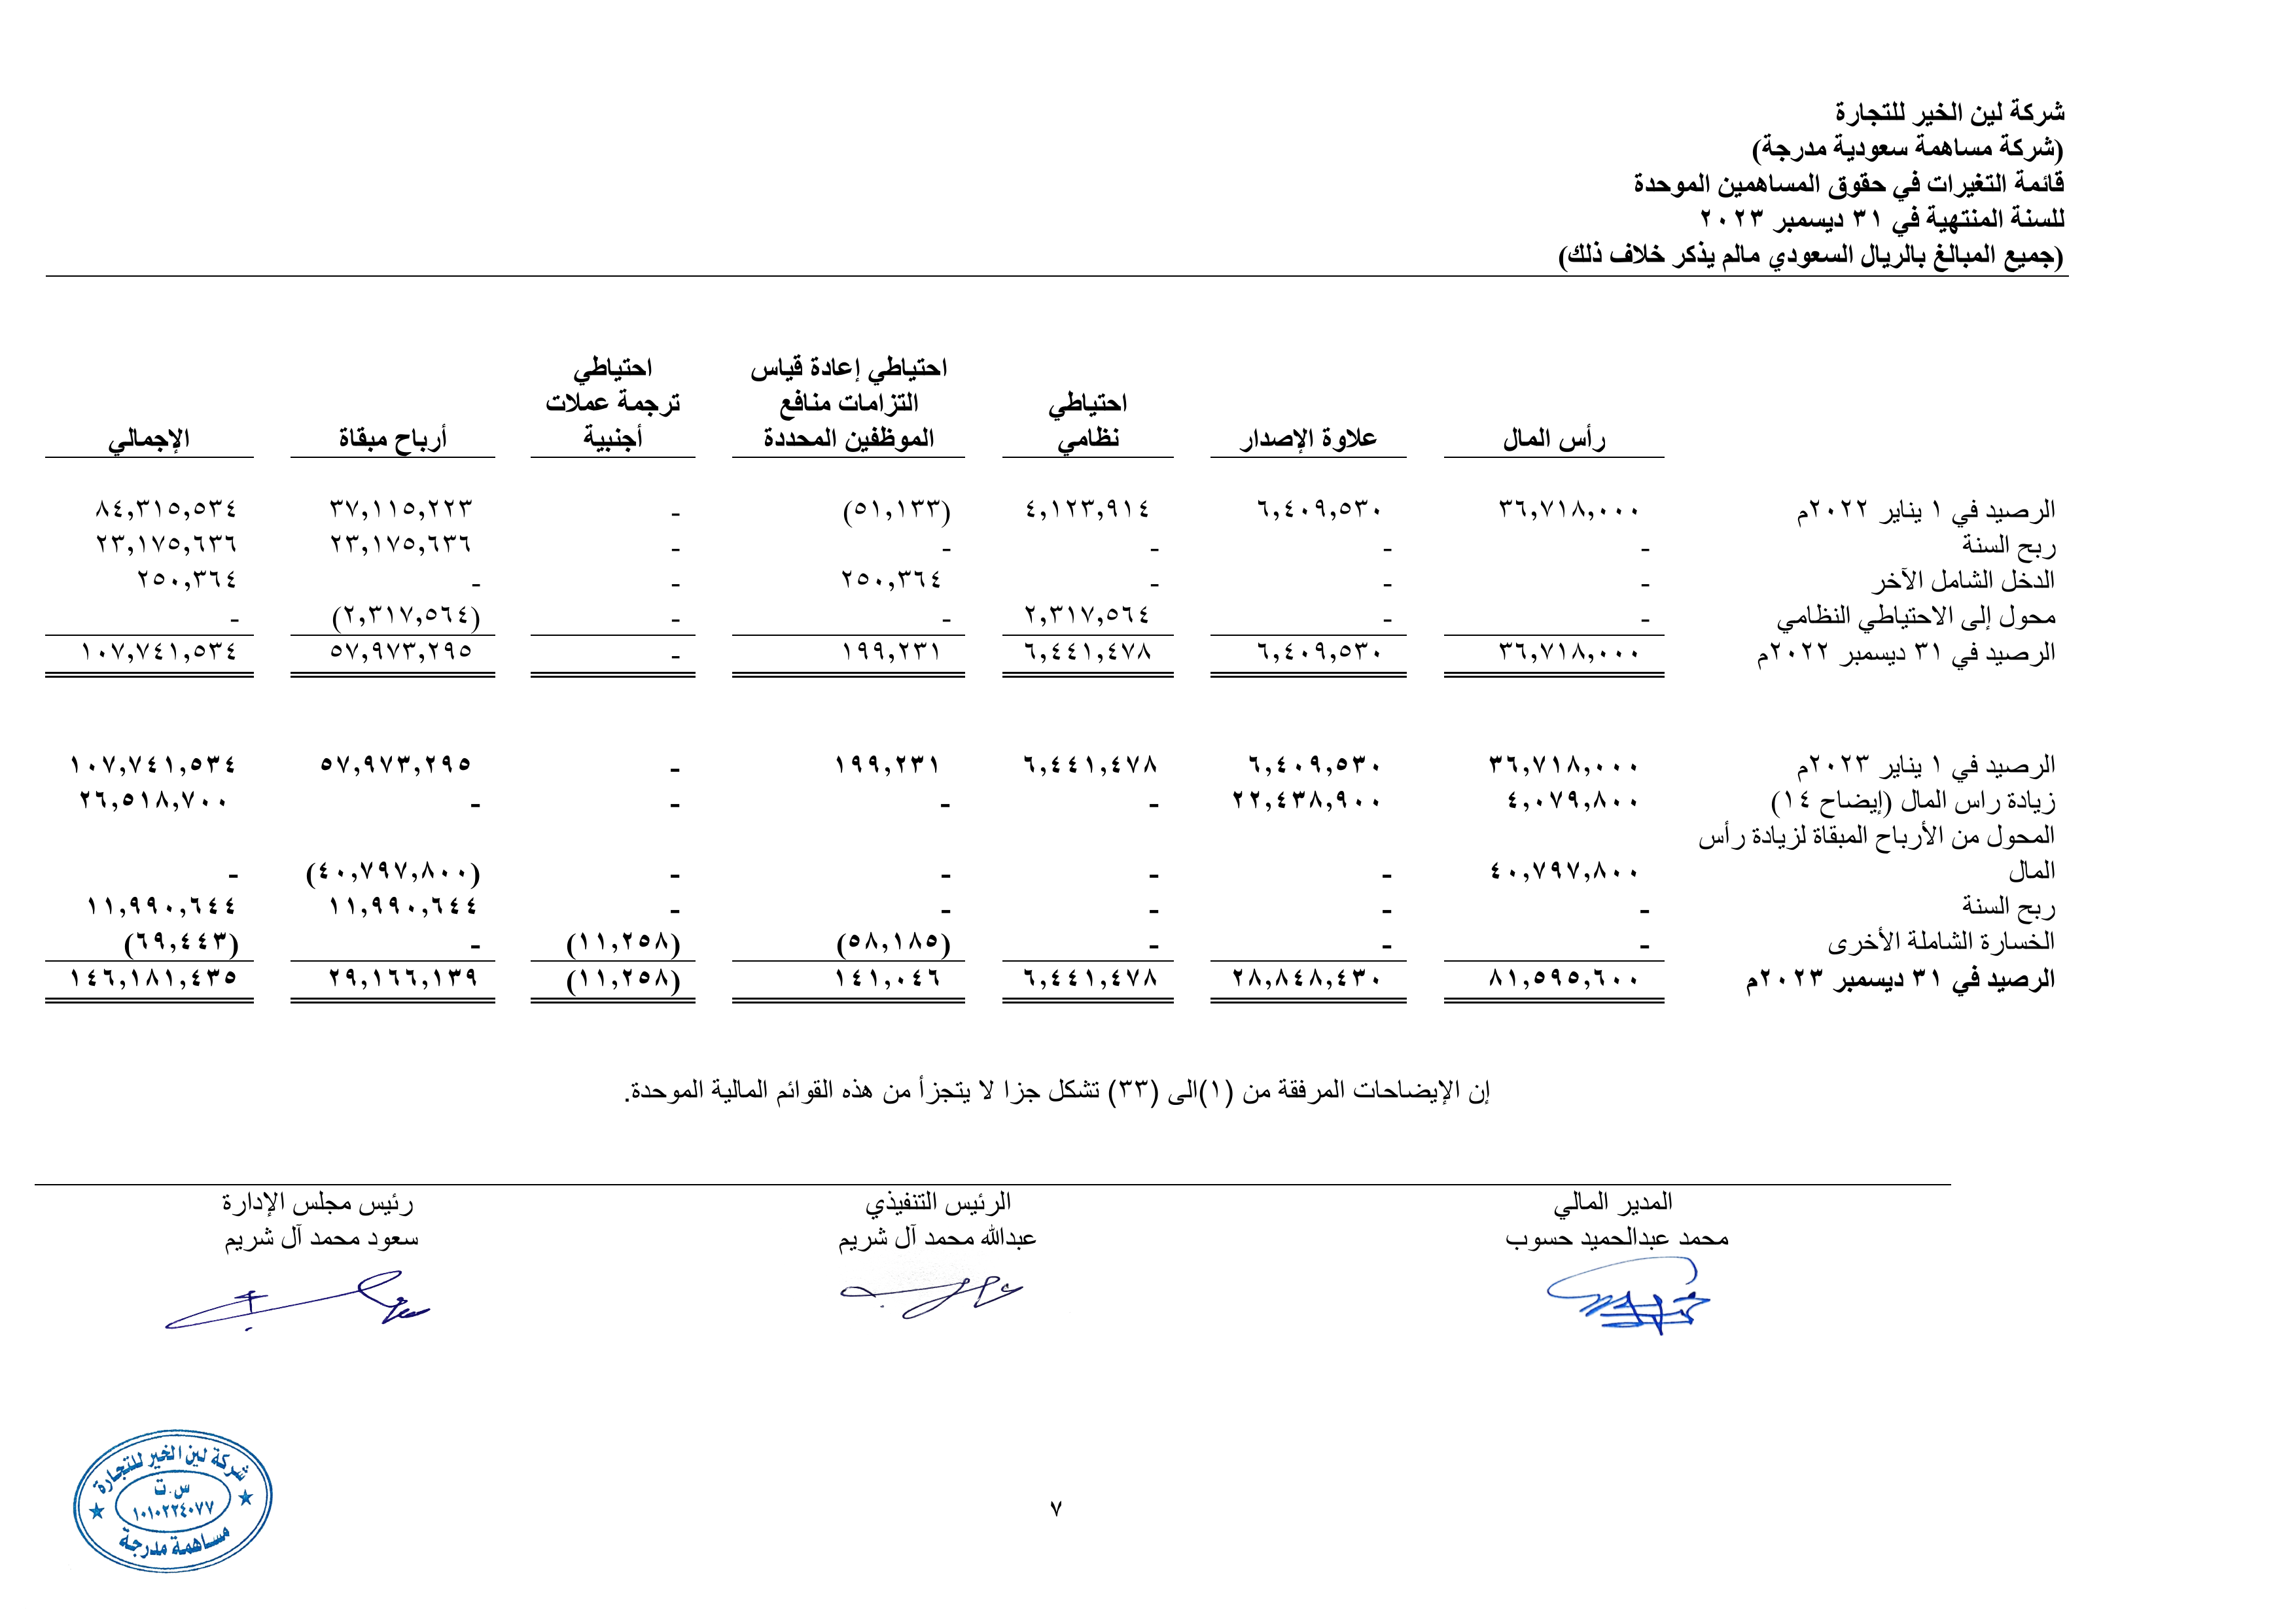 شركة لين الخير للتجارة
(شركة مساهمة سعودية مدرجة)
قائمة التغيرات في حقوق المساهمين الموحدة
للسنة المنتهية في ٣١ ديسمبر ٢٠٢٣
(جميع المبالغ بالريال السعودي مالم يذكر خلاف ذلك)
رأس المال علاوة الإصدار احتياطي نظامي احتياطي إعادة قياس التزامات منافع الموظفين المحددة احتياطي ترجمة عملات أجنبية أرباح مبقاة الإجمالي
الرصيد في ١ يناير ٢٠٢٢م ٣٦,٧١٨,٠٠٠ ٦,٤٠٩,٥٣٠ ٤,١٢٣,٩١٤ (٥١,١٣٣) - ٣٧,١١٥,٢٢٣ ٨٤,٣١٥,٥٣٤
ربح السنة - - - - - ٢٣,١٧٥,٦٣٦ ٢٣,١٧٥,٦٣٦
الدخل الشامل الآخر - - - ٢٥٠,٣٦٤ - - ٢٥٠,٣٦٤
محول إلى الاحتياطي النظامي - - ٢,٣١٧,٥٦٤ - - (٢,٣١٧,٥٦٤) -
الرصيد في ٣١ ديسمبر ٢٠٢٢م ٣٦,٧١٨,٠٠٠ ٦,٤٠٩,٥٣٠ ٦,٤٤١,٤٧٨ ١٩٩,٢٣١ - ٥٧,٩٧٣,٢٩٥ ١٠٧,٧٤١,٥٣٤
الرصيد في ١ يناير ٢٠٢٣م ٣٦,٧١٨,٠٠٠ ٦,٤٠٩,٥٣٠ ٦,٤٤١,٤٧٨ ١٩٩,٢٣١ - ٥٧,٩٧٣,٢٩٥ ١٠٧,٧٤١,٥٣٤
زيادة راس المال (إيضاح ١٤) ٤,٠٧٩,٨٠٠ ٢٢,٤٣٨,٩٠٠ - - - - ٢٦,٥١٨,٧٠٠
المحول من الأرباح المبقاة لزيادة رأس
المال ٤٠,٧٩٧,٨٠٠ - - - - (٤٠,٧٩٧,٨٠٠) -
ربح السنة - - - - - ١١,٩٩٠,٦٤٤ ١١,٩٩٠,٦٤٤
الخسارة الشاملة الأخرى - - - (٥٨,١٨٥) (١١,٢٥٨) - (٦٩,٤٤٣)
الرصيد في ٣١ ديسمبر ٢٠٢٣م ٨١,٥٩٥,٦٠٠ ٢٨,٨٤٨,٤٣٠ ٦,٤٤١,٤٧٨ ١٤١,٠٤٦ (١١,٢٥٨) ٢٩,١٦٦,١٣٩ ١٤٦,١٨١,٤٣٥
إن الإيضاحات المرفقة من (١)الى (٣٣) تشكل جزا لا يتجزأ من هذه القوائم المالية الموحدة.
المدير المالي الرئيس التنفيذي رئيس مجلس الإدارة
محمد عبدالحميد حسوب عبدالله محمد آل شريم سعود محمد آل شريم
شركة لين الخير للتجارة
س.ت
١٠١٠٢٢٤٠٧٧
مساهمة مدرجة
٧